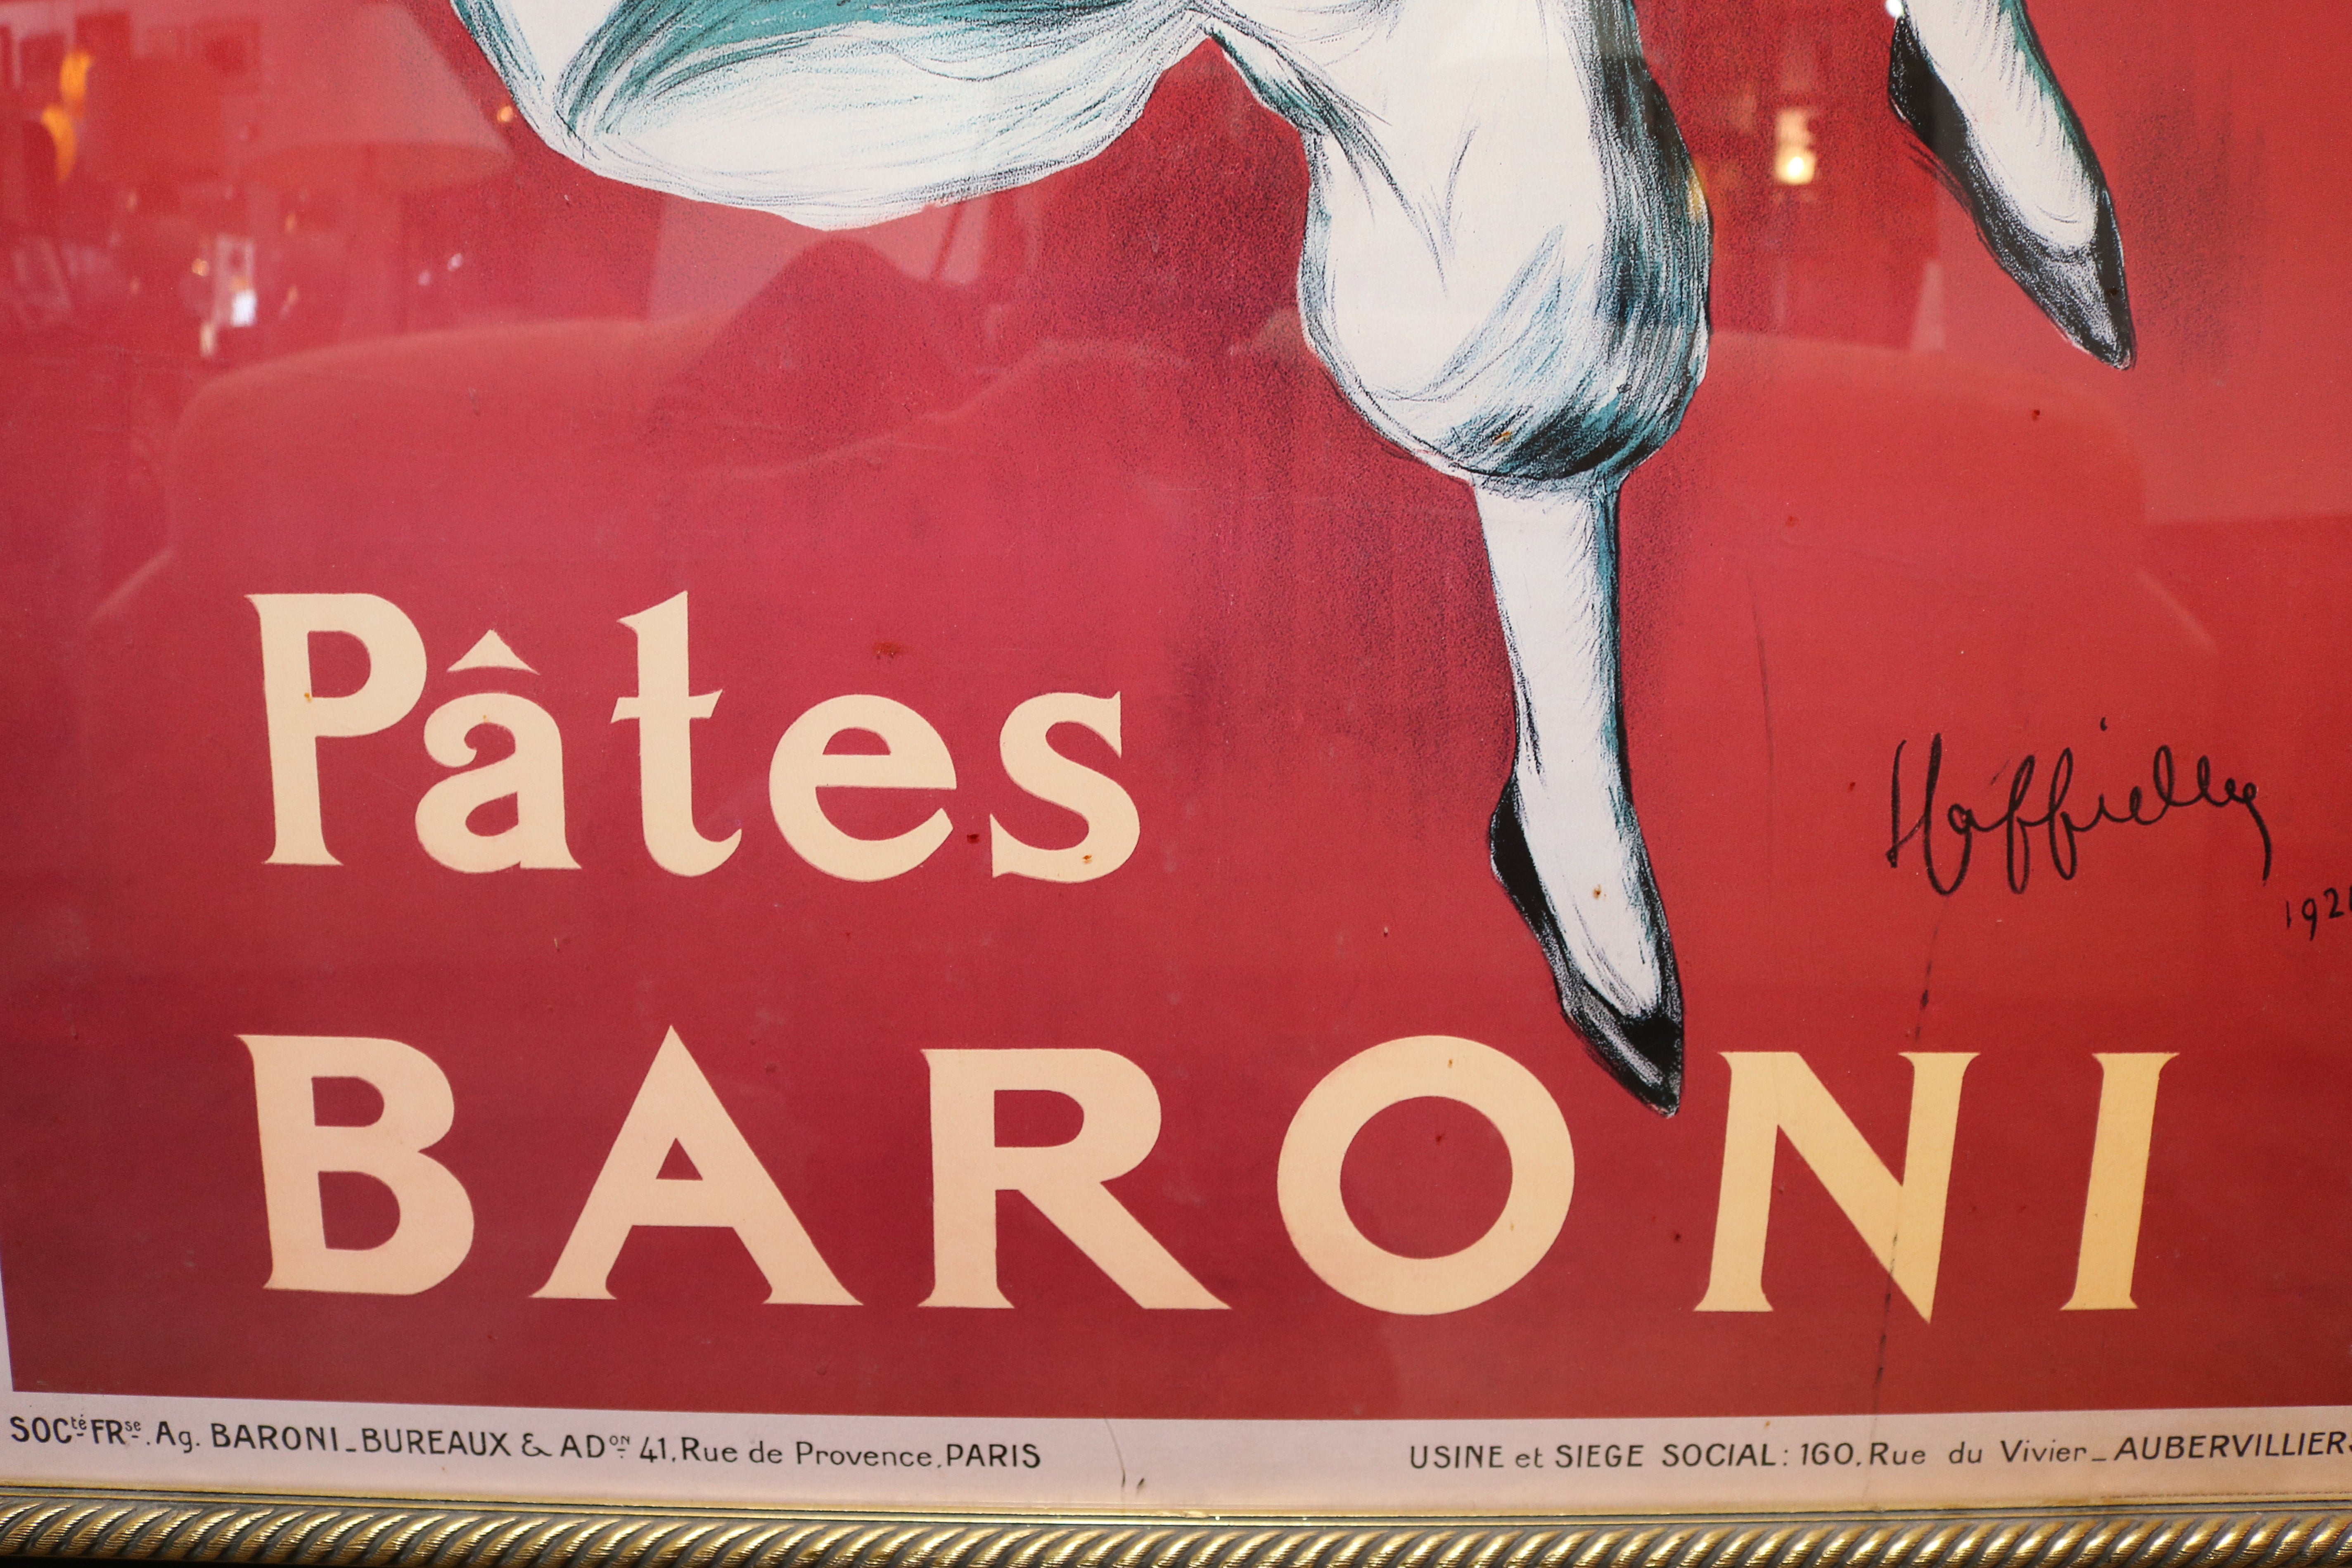 Pâtes
BARONI
SOCté FRse. Ag. BARONI_BUREAUX & ADON 41, Rue de Provence, PARIS
USINE et SIEGE SOCIAL: 160, Rue du Vivier_AUBERVILLIERS